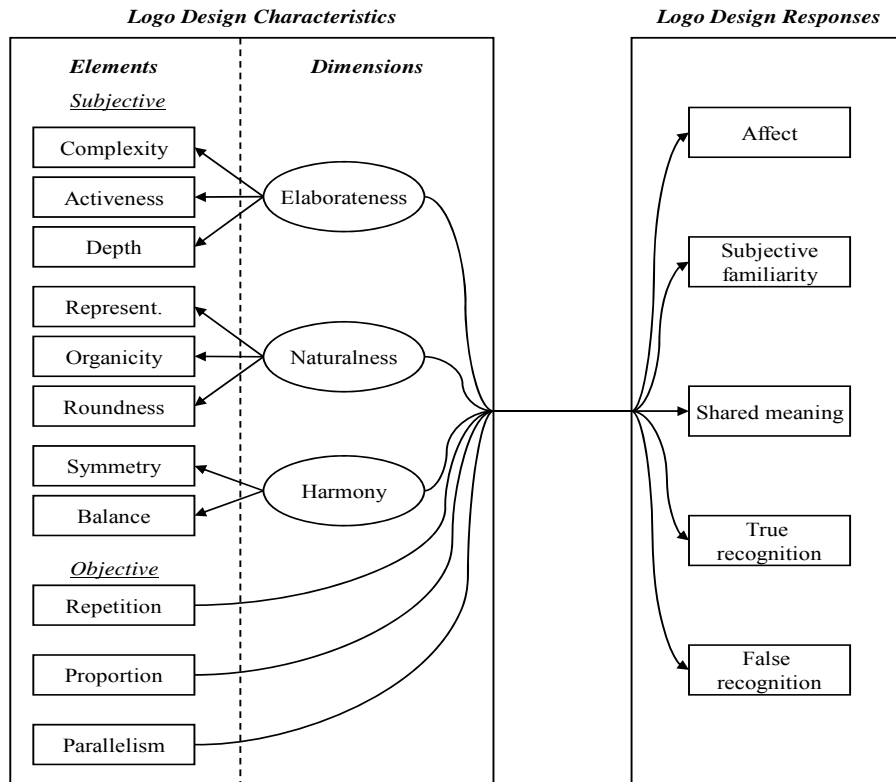 Logo Design Characteristics
Logo Design Responses
Elements
Dimensions
Subjective
Complexity
Activeness
Depth
Elaborateness
Represent.
Organicity
Roundness
Naturalness
Symmetry
Balance
Harmony
Objective
Repetition
Proportion
Parallelism
Affect
Subjective
familiarity
Shared meaning
True
recognition
False
recognition